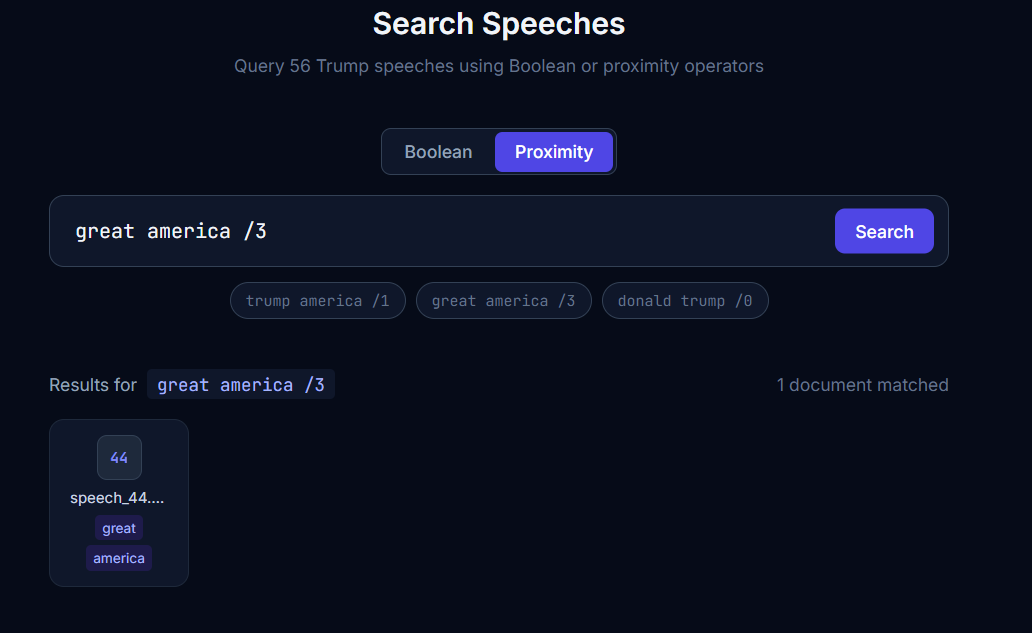 Search Speeches
Query 56 Trump speeches using Boolean or proximity operators
Boolean Proximity
great america /3 Search
trump america /1 great america /3 donald trump /0
Results for great america /3 1 document matched
44
speech_44....
great
america